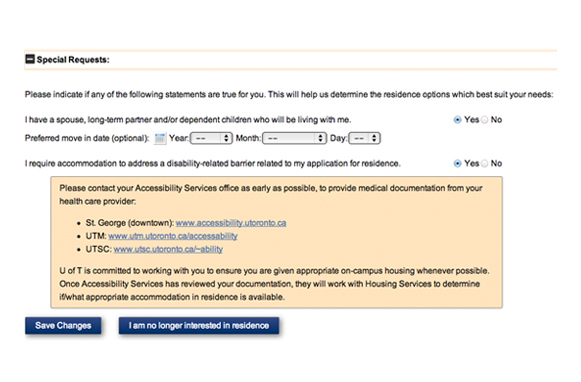 Special Requests:
Please indicate if any of the following statements are true for you. This will help us determine the residence options which best suit your needs:
I have a spouse, long-term partner and/or dependent children who will be living with me. Yes No
Preferred move in date (optional): Year: -- Month: -- Day: --
I require accommodation to address a disability-related barrier related to my application for residence. Yes No
Please contact your Accessibility Services office as early as possible, to provide medical documentation from your
health care provider:
• St. George (downtown): www.accessibility.utoronto.ca
• UTM: www.utm.utoronto.ca/accessability
• UTSC: www.utsc.utoronto.ca/~ability
U of T is committed to working with you to ensure you are given appropriate on-campus housing whenever possible.
Once Accessibility Services has reviewed your documentation, they will work with Housing Services to determine
if/what appropriate accommodation in residence is available.
Save Changes I am no longer interested in residence